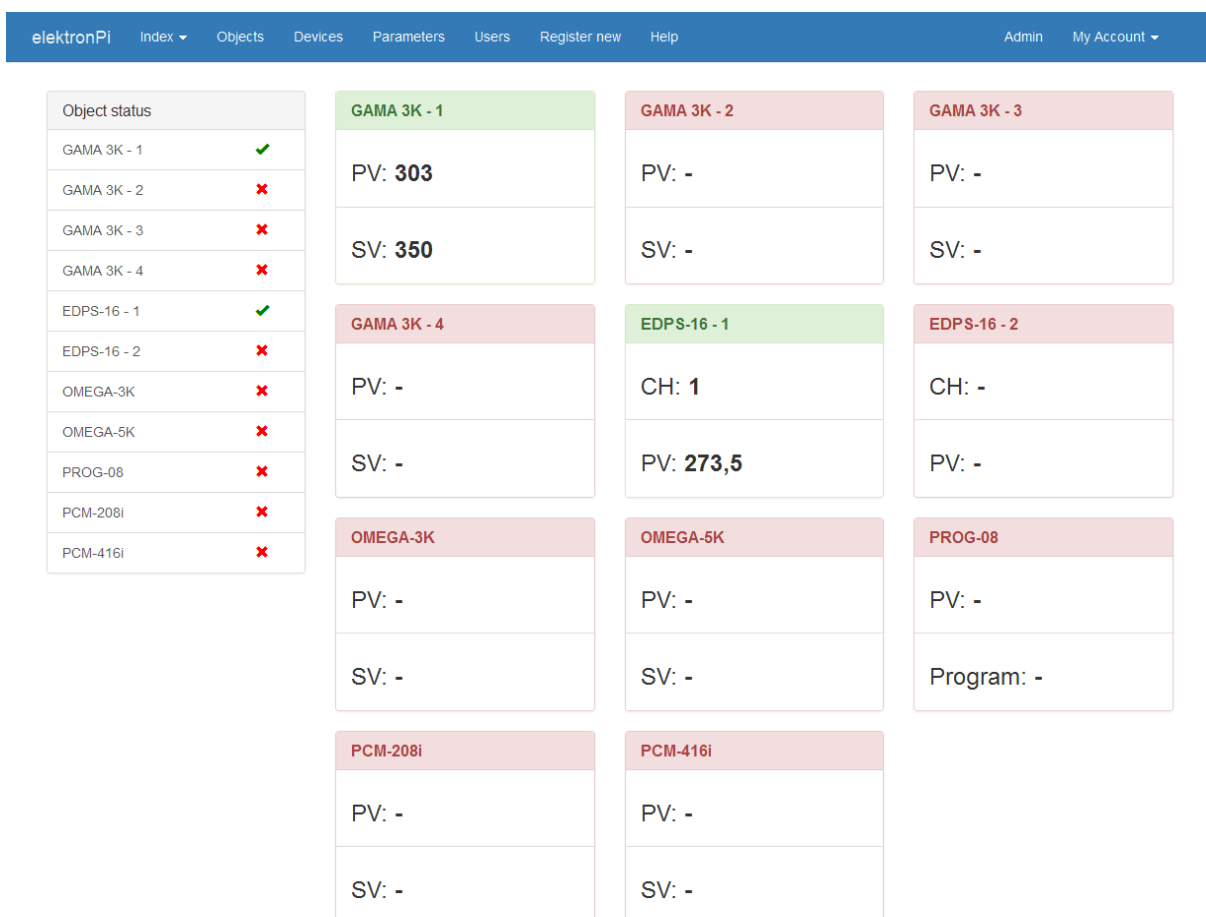 elektronPi Index Objects Devices Parameters Users Register new Help Admin My Account
Object status
GAMA 3K - 1
GAMA 3K - 2
GAMA 3K - 3
GAMA 3K - 4
EDPS-16 - 1
EDPS-16 - 2
OMEGA-3K
OMEGA-5K
PROG-08
PCM-208i
PCM-416i
GAMA 3K - 1
PV: 303
SV: 350
GAMA 3K - 2
PV: -
SV: -
GAMA 3K - 3
PV: -
SV: -
GAMA 3K - 4
PV: -
SV: -
EDPS-16 - 1
CH: 1
PV: 273,5
EDPS-16 - 2
CH: -
PV: -
OMEGA-3K
PV: -
SV: -
OMEGA-5K
PV: -
SV: -
PROG-08
PV: -
Program: -
PCM-208i
PV: -
SV: -
PCM-416i
PV: -
SV: -